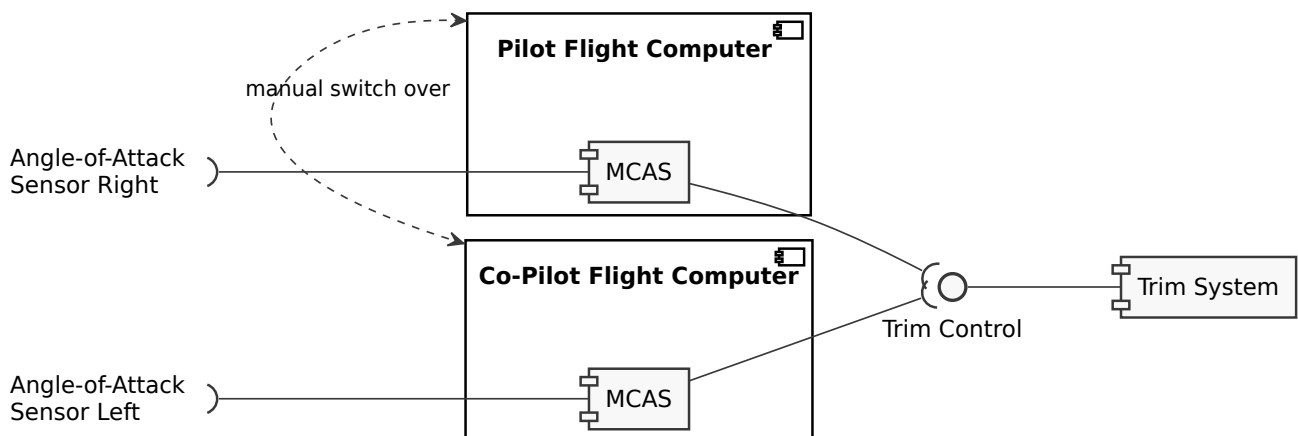 Pilot Flight Computer
manual switch over
Angle-of-Attack
Sensor Right
MCAS
Co-Pilot Flight Computer
Trim System
Trim Control
Angle-of-Attack
Sensor Left
MCAS